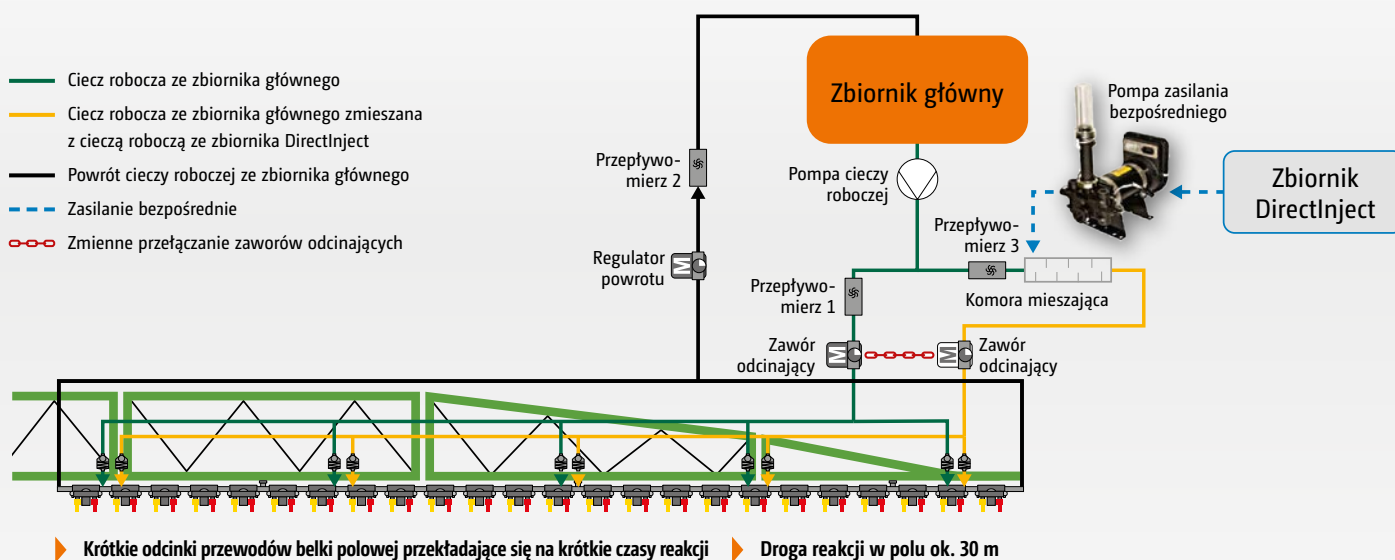 Ciecz robocza ze zbiornika głównego
Ciecz robocza ze zbiornika głównego zmieszana
z cieczą roboczą ze zbiornika DirectInject
Powrót cieczy roboczej ze zbiornika głównego
Zasilanie bezpośrednie
Zmienne przełączanie zaworów odcinających
Zbiornik główny
Pompa zasilania
bezpośredniego
Zbiornik
DirectInject
Przepływo-
mierz 2
Pompa cieczy
roboczej
Przepływo-
mierz 3
Regulator
powrotu
M
Przepływo-
mierz 1
Komora mieszająca
Zawór
odcinający
M
M
Zawór
odcinający
Krótkie odcinki przewodów belki polowej przekładające się na krótkie czasy reakcji
Droga reakcji w polu ok. 30 m